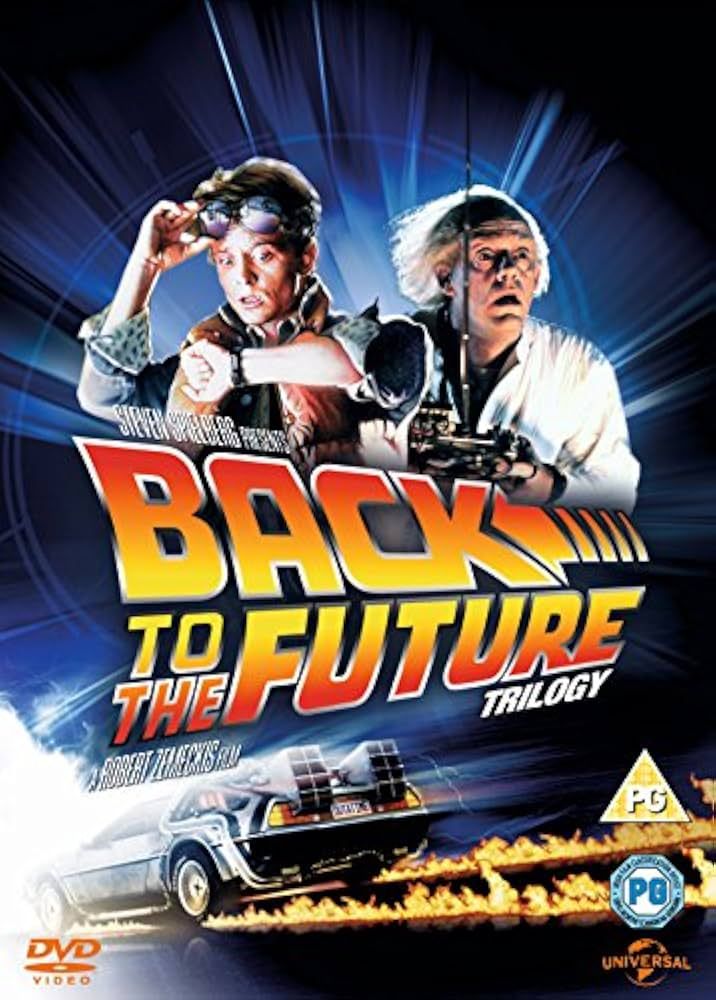 STEVEN SPIELBERG PRESENTS
BACK
TO
THE FUTURE
TRILOGY
A ROBERT ZEMECKIS FILM
PG
PG
DVD
VIDEO
UNIVERSAL